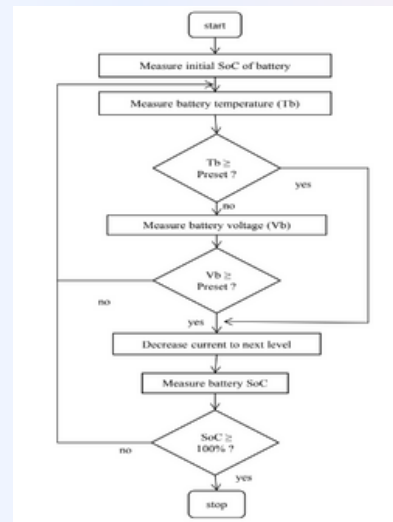 start
Measure initial SoC of battery
Measure battery temperature (Tb)
Tb ≥
Preset ?
yes
no
Measure battery voltage (Vb)
Vb ≥
Preset ?
no
yes
Decrease current to next level
Measure battery SoC
SoC ≥
100% ?
no
yes
stop